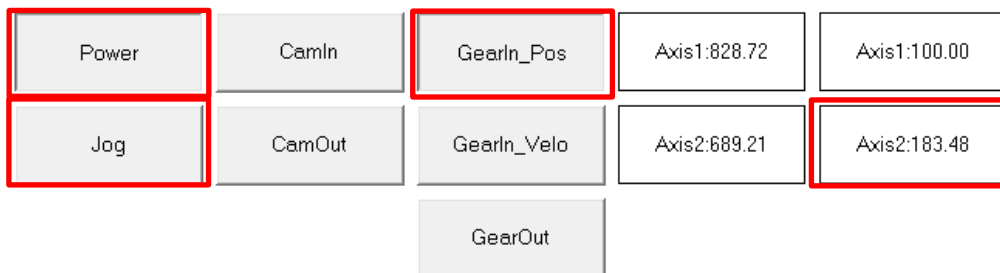 Power
CamIn
GearIn_Pos
Axis1:828.72
Axis1:100.00
Jog
CamOut
GearIn_Velo
Axis2:689.21
Axis2:183.48
GearOut